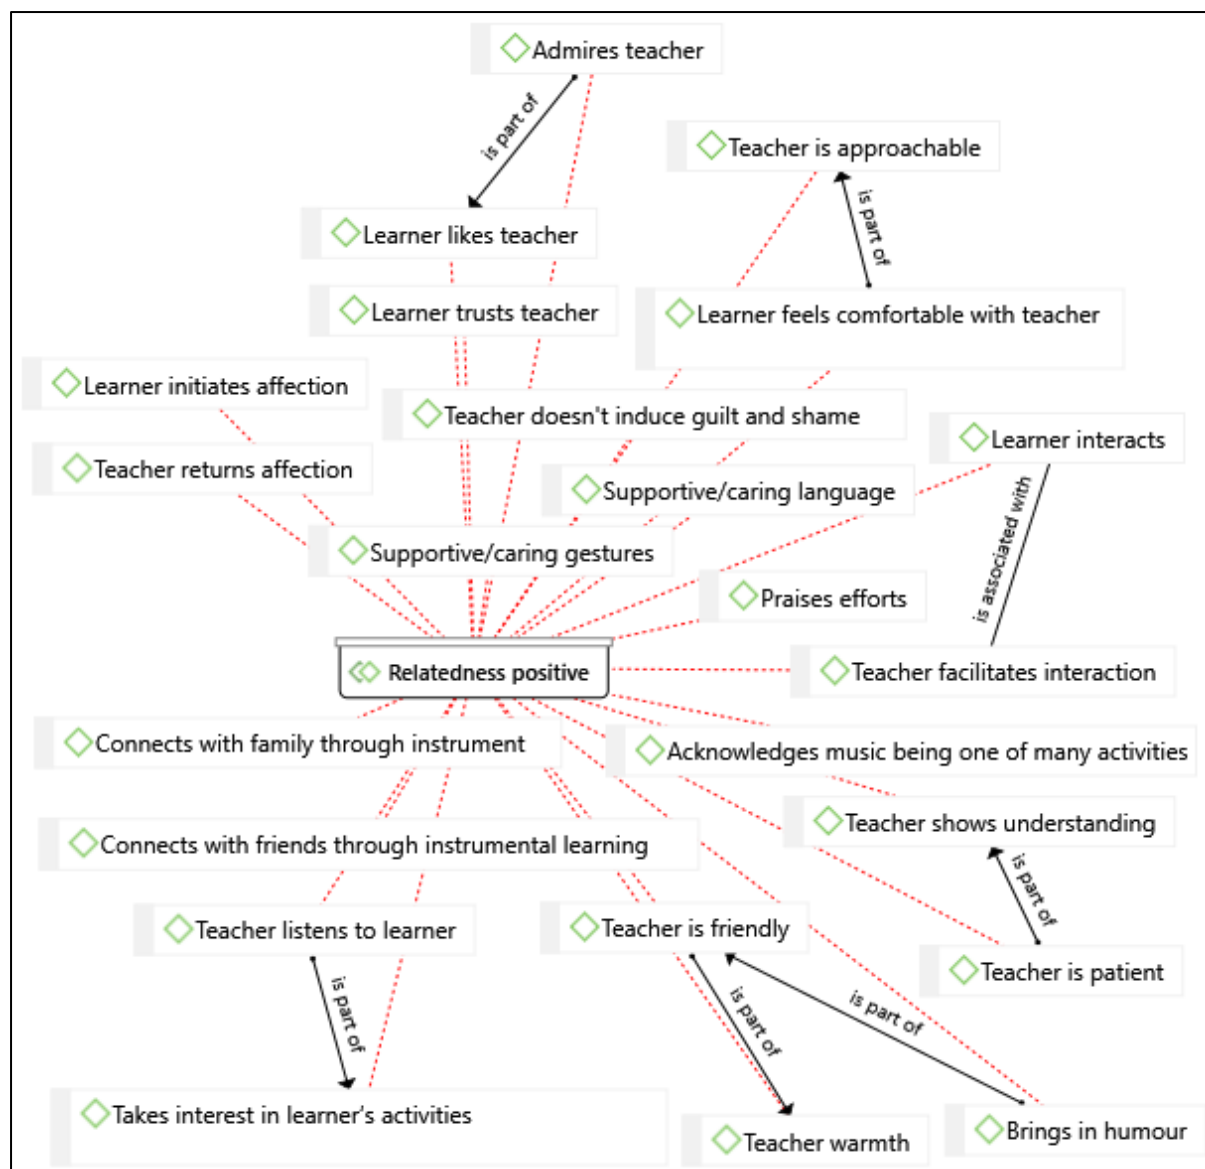 Admires teacher
is part of
Teacher is approachable
is part of
Learner likes teacher
Learner trusts teacher
Learner feels comfortable with teacher
Learner initiates affection
Teacher doesn't induce guilt and shame
Learner interacts
Teacher returns affection
Supportive/caring language
is associated with
Supportive/caring gestures
Praises efforts
Relatedness positive
Teacher facilitates interaction
Connects with family through instrument
Acknowledges music being one of many activities
Teacher shows understanding
Connects with friends through instrumental learning
is part of
Teacher listens to learner
Teacher is friendly
Teacher is patient
is part of
is part of
is part of
Takes interest in learner's activities
Teacher warmth
Brings in humour